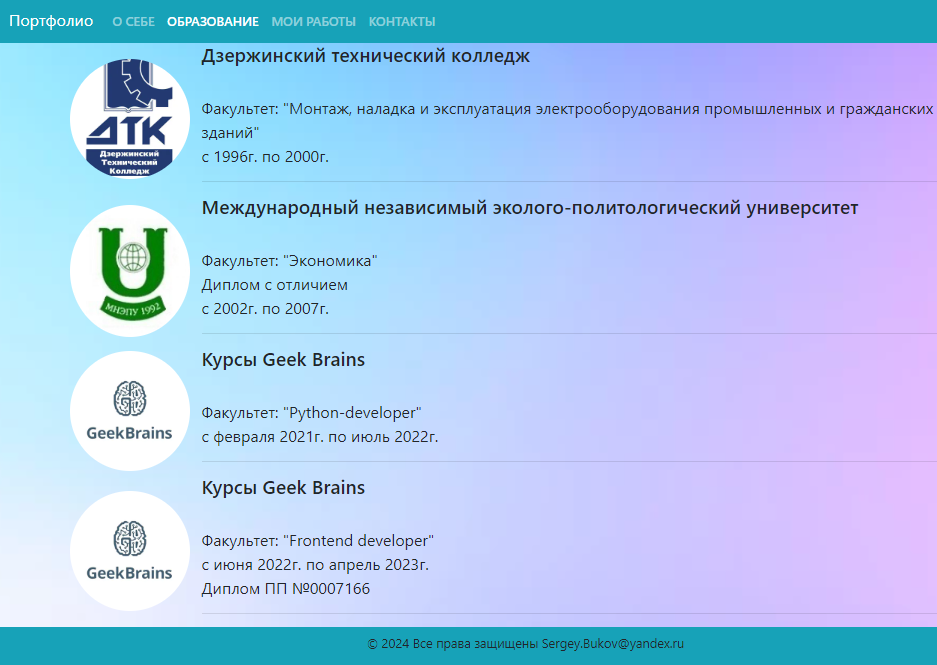 Портфолио О СЕБЕ ОБРАЗОВАНИЕ МОИ РАБОТЫ КОНТАКТЫ
Дзержинский технический колледж
ДТК
Дзержинский
Технический
Колледж
Факультет: "Монтаж, наладка и эксплуатация электрооборудования промышленных и гражданских
зданий"
с 1996г. по 2000г.
Международный независимый эколого-политологический университет
МНЭПУ 1992
Факультет: "Экономика"
Диплом с отличием
с 2002г. по 2007г.
Курсы Geek Brains
GeekBrains
Факультет: "Python-developer"
с февраля 2021г. по июль 2022г.
Курсы Geek Brains
GeekBrains
Факультет: "Frontend developer"
с июня 2022г. по апрель 2023г.
Диплом ПП №0007166
© 2024 Все права защищены Sergey.Bukov@yandex.ru